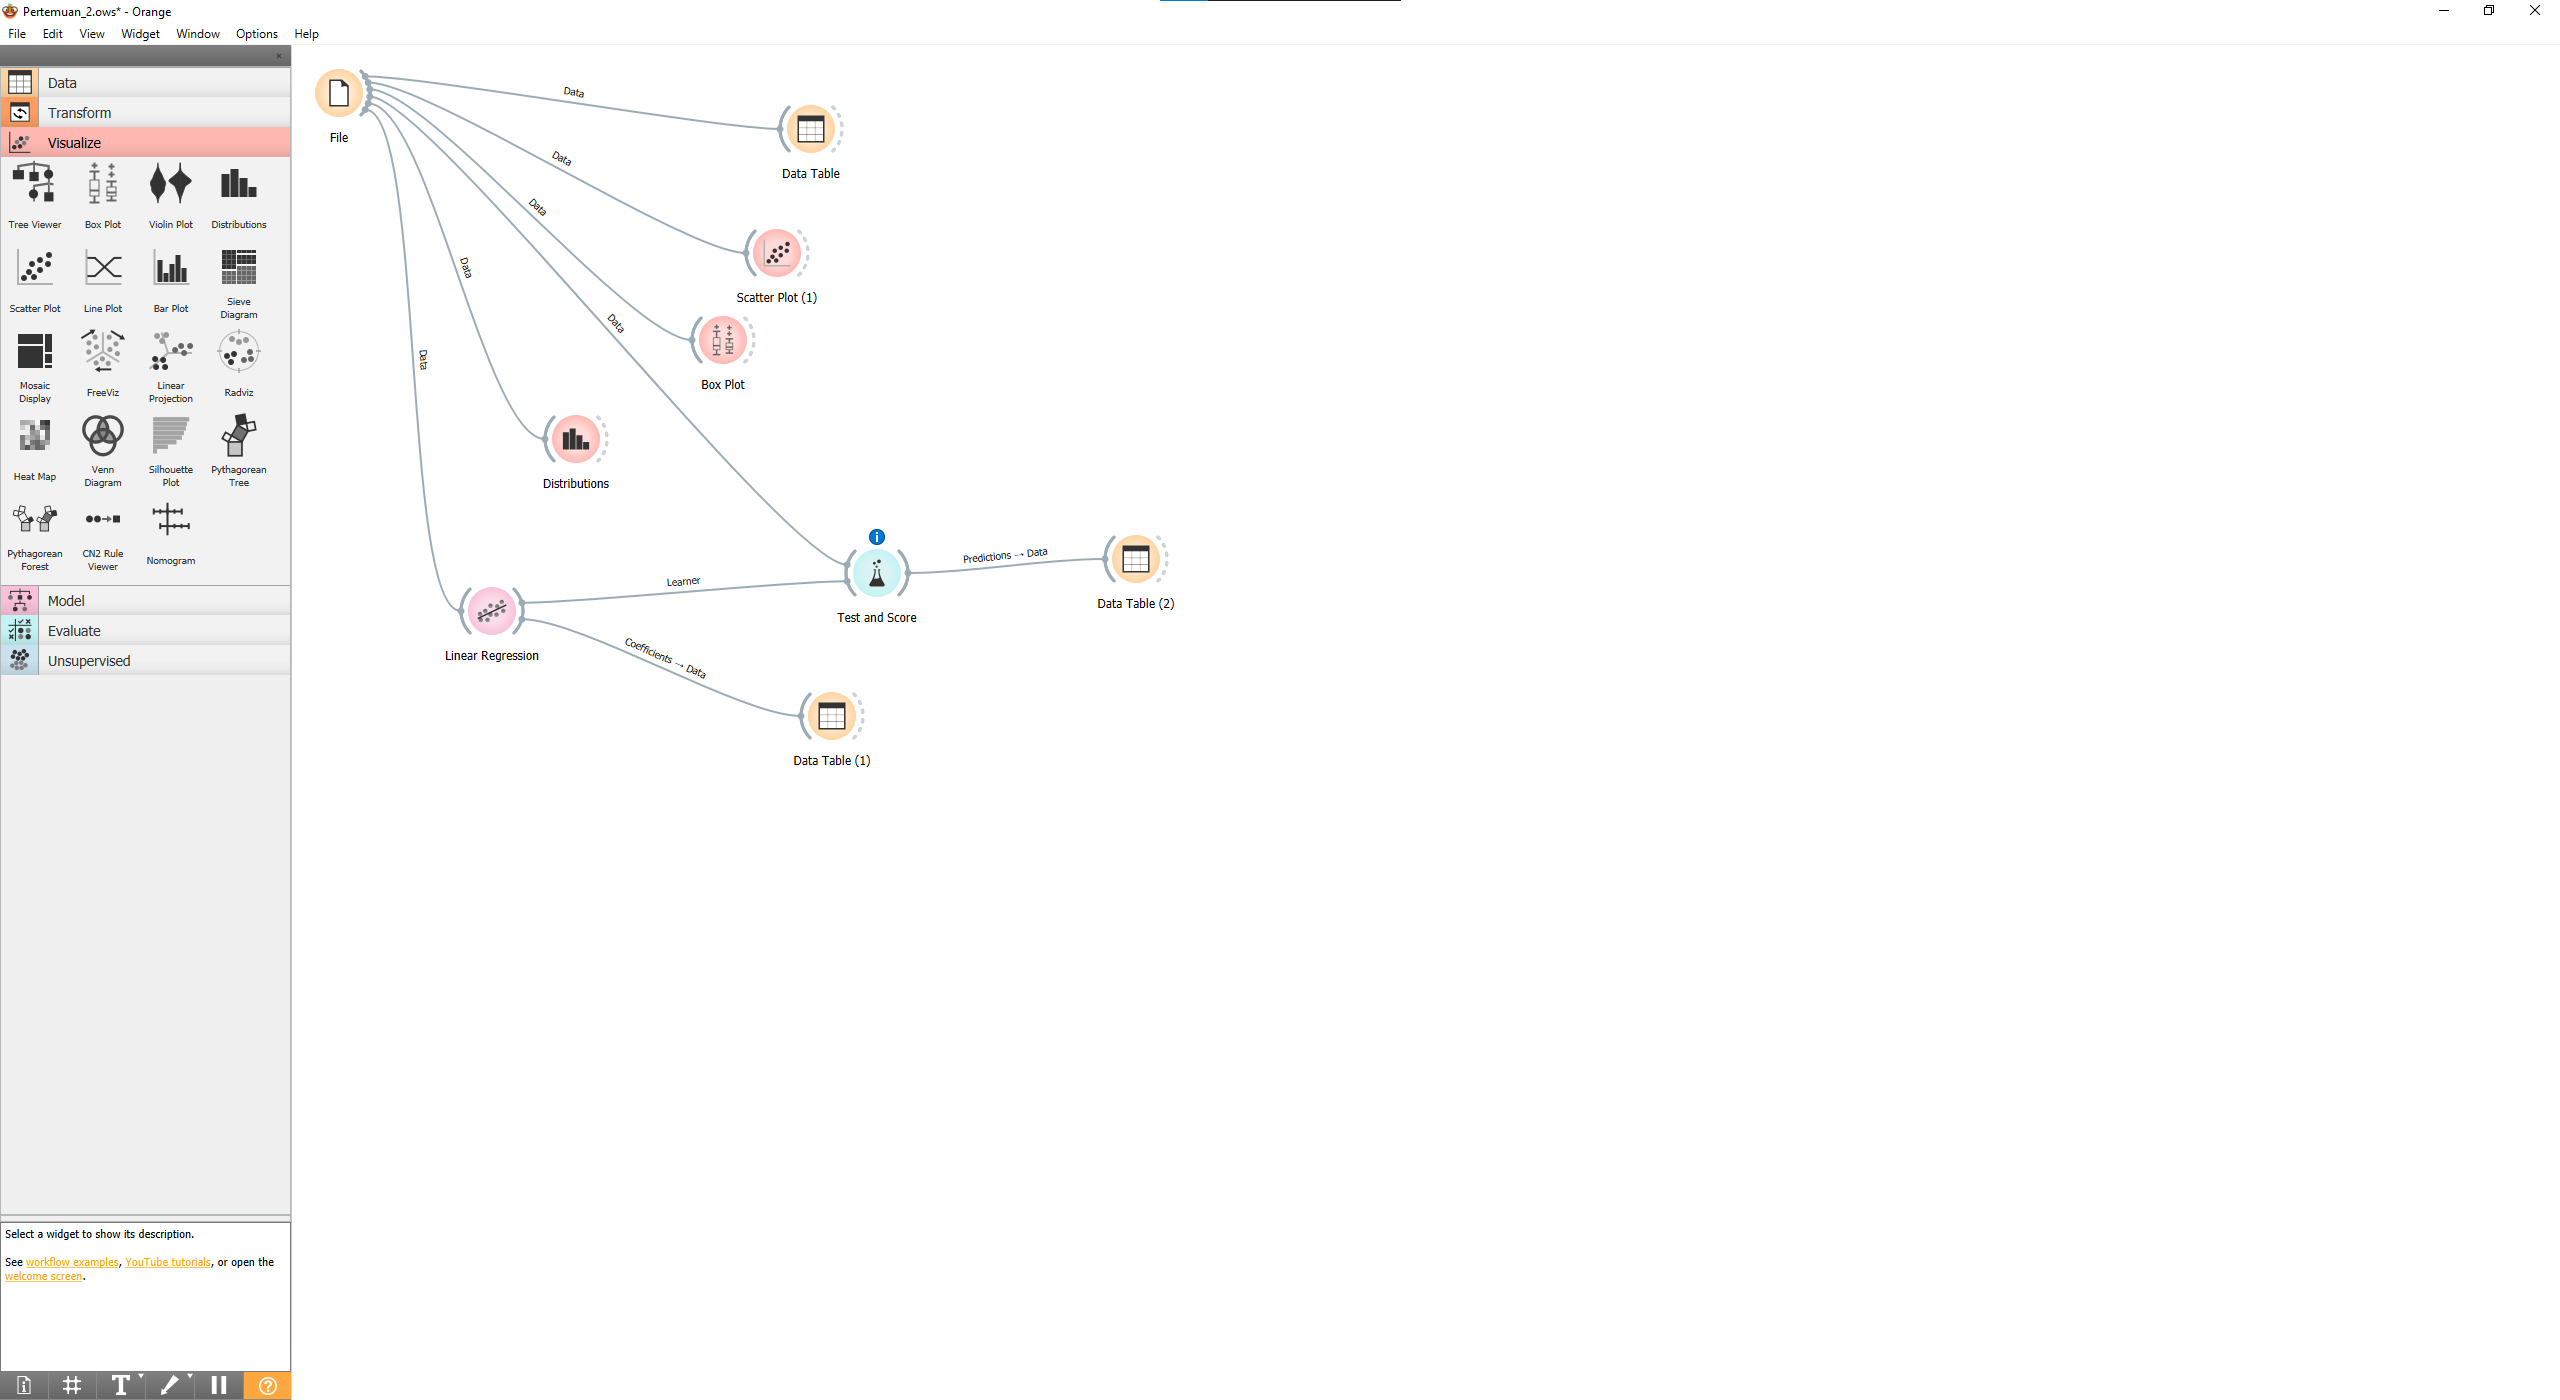 Pertemuan_2.ows* - Orange
File Edit View Widget Window Options Help
Data
Transform
Visualize
Tree Viewer
Box Plot
Violin Plot
Distributions
Scatter Plot
Line Plot
Bar Plot
Sieve
Diagram
Mosaic
Display
FreeViz
Linear
Projection
Radviz
Heat Map
Venn
Diagram
Silhouette
Plot
Pythagorean
Tree
Pythagorean
Forest
CN2 Rule
Viewer
Nomogram
Model
Evaluate
Unsupervised
Select a widget to show its description.
See workflow examples, YouTube tutorials, or open the
welcome screen.
File
Data
Data Table
Data
Scatter Plot (1)
Data
Box Plot
Data
Distributions
Data
Data
Test and Score
Predictions → Data
Data Table (2)
Learner
Linear Regression
Coefficients → Data
Data Table (1)